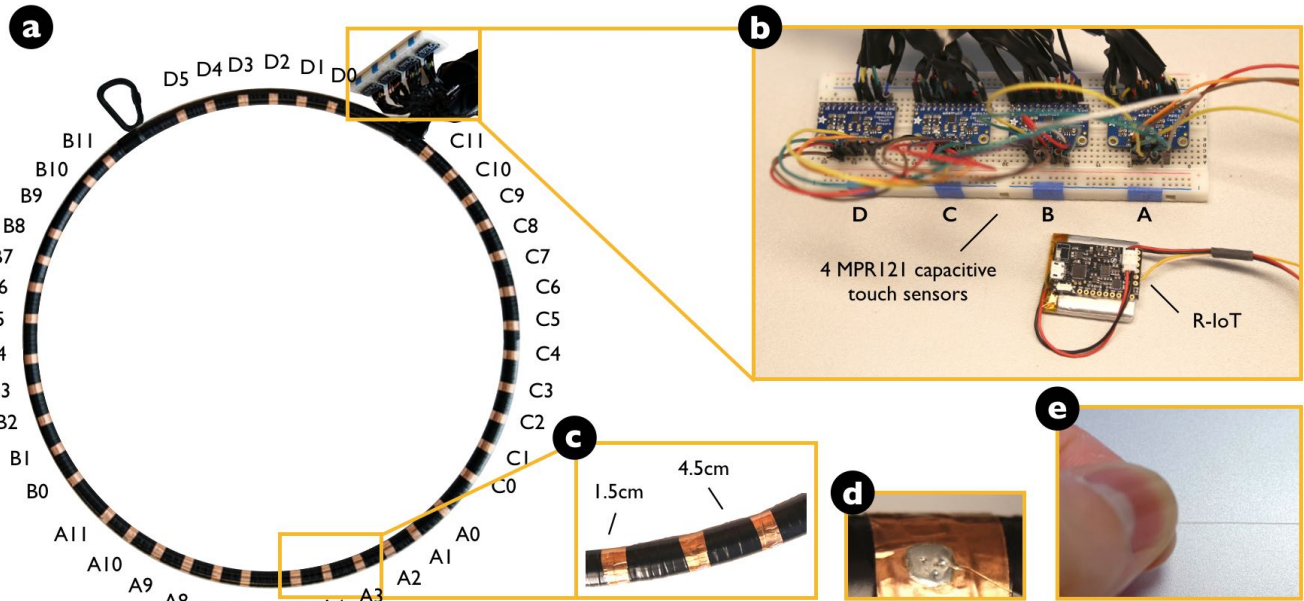 a
D5 D4 D3 D2 D1 D0
B11
B10
B9
B8
C11
C10
C9
C8
C7
C6
C5
C4
C3
C2
C1
C0
B1
B0
A11
A10
A9
A8
A0
A1
A2
A3
b
D C B A
4 MPR121 capacitive
touch sensors
R-IoT
c
1.5cm
4.5cm
d
e